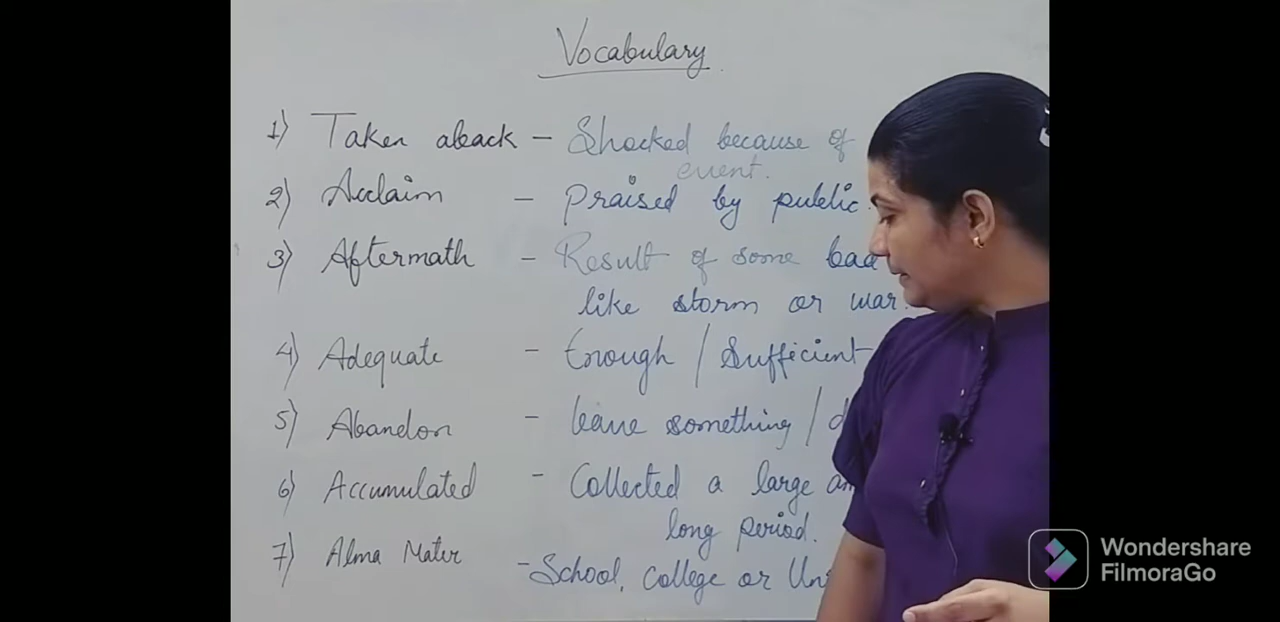 Vocabulary
1) Taken aback - Shocked because of
event.
2) Acclaim - Praised by public.
3) Aftermath - Result of some bad
like storm or war.
4) Adequate - Enough / Sufficient
5) Abandon - leave something /
6) Accumulated - Collected a large
long period.
7) Alma Mater - School, College or
Wondershare
FilmoraGo